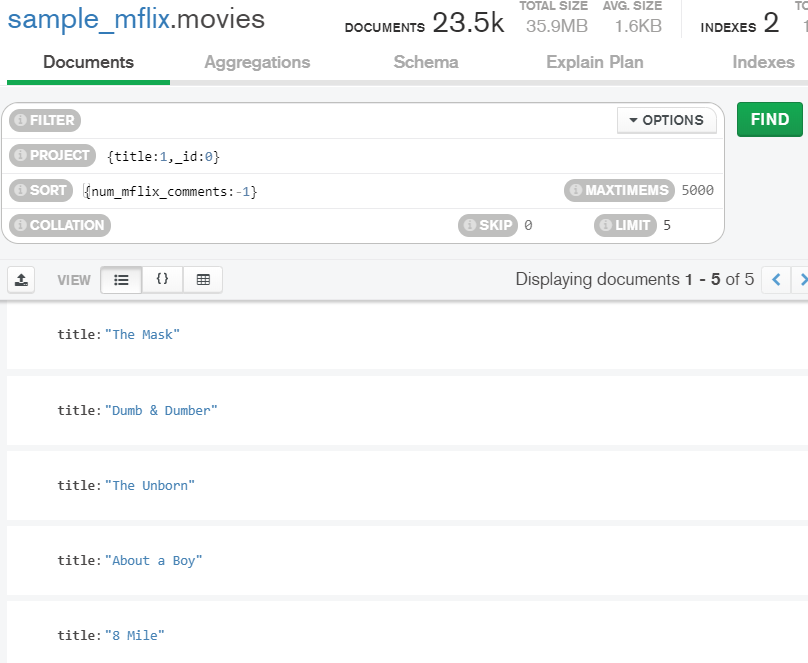 sample_mflix.movies
DOCUMENTS 23.5k TOTAL SIZE 35.9MB AVG. SIZE 1.6KB INDEXES 2
Documents Aggregations Schema Explain Plan Indexes
FILTER OPTIONS FIND
PROJECT {title:1,_id:0}
SORT {num_mflix_comments:-1} MAXTIMEMS 5000
COLLATION SKIP 0 LIMIT 5
VIEW {} Displaying documents 1 - 5 of 5
title:"The Mask"
title:"Dumb & Dumber"
title:"The Unborn"
title:"About a Boy"
title:"8 Mile"